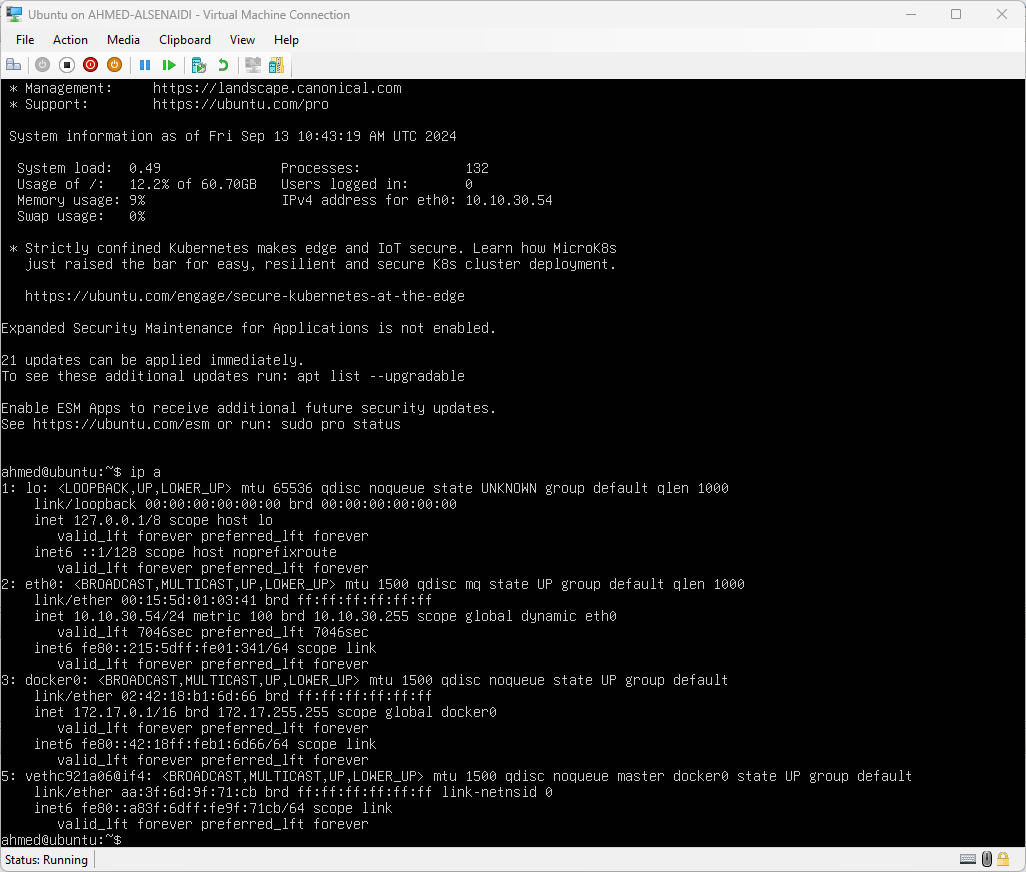 Ubuntu on AHMED-ALSENAIDI - Virtual Machine Connection
File Action Media Clipboard View Help
* Management: https://landscape.canonical.com
* Support: https://ubuntu.com/pro
System information as of Fri Sep 13 10:43:19 AM UTC 2024
System load: 0.49 Processes: 132
Usage of /: 12.2% of 60.70GB Users logged in: 0
Memory usage: 9% IPv4 address for eth0: 10.10.30.54
Swap usage: 0%
* Strictly confined Kubernetes makes edge and IoT secure. Learn how MicroK8s
just raised the bar for easy, resilient and secure K8s cluster deployment.
https://ubuntu.com/engage/secure-kubernetes-at-the-edge
Expanded Security Maintenance for Applications is not enabled.
21 updates can be applied immediately.
To see these additional updates run: apt list --upgradable
Enable ESM Apps to receive additional future security updates.
See https://ubuntu.com/esm or run: sudo pro status
ahmed@ubuntu:~$ ip a
1: lo: <LOOPBACK,UP,LOWER_UP> mtu 65536 qdisc noqueue state UNKNOWN group default qlen 1000
link/loopback 00:00:00:00:00:00 brd 00:00:00:00:00:00
inet 127.0.0.1/8 scope host lo
valid_lft forever preferred_lft forever
inet6 ::1/128 scope host noprefixroute
valid_lft forever preferred_lft forever
2: eth0: <BROADCAST,MULTICAST,UP,LOWER_UP> mtu 1500 qdisc mq state UP group default qlen 1000
link/ether 00:15:5d:01:03:41 brd ff:ff:ff:ff:ff:ff
inet 10.10.30.54/24 metric 100 brd 10.10.30.255 scope global dynamic eth0
valid_lft 7046sec preferred_lft 7046sec
inet6 fe80::215:5dff:fe01:341/64 scope link
valid_lft forever preferred_lft forever
3: docker0: <BROADCAST,MULTICAST,UP,LOWER_UP> mtu 1500 qdisc noqueue state UP group default
link/ether 02:42:18:b1:6d:66 brd ff:ff:ff:ff:ff:ff
inet 172.17.0.1/16 brd 172.17.255.255 scope global docker0
valid_lft forever preferred_lft forever
inet6 fe80::42:18ff:feb1:6d66/64 scope link
valid_lft forever preferred_lft forever
5: vethc921a06@if4: <BROADCAST,MULTICAST,UP,LOWER_UP> mtu 1500 qdisc noqueue master docker0 state UP group default
link/ether aa:3f:6d:9f:71:cb brd ff:ff:ff:ff:ff:ff link-netnsid 0
inet6 fe80::a83f:6dff:fe9f:71cb/64 scope link
valid_lft forever preferred_lft forever
ahmed@ubuntu:~$
Status: Running